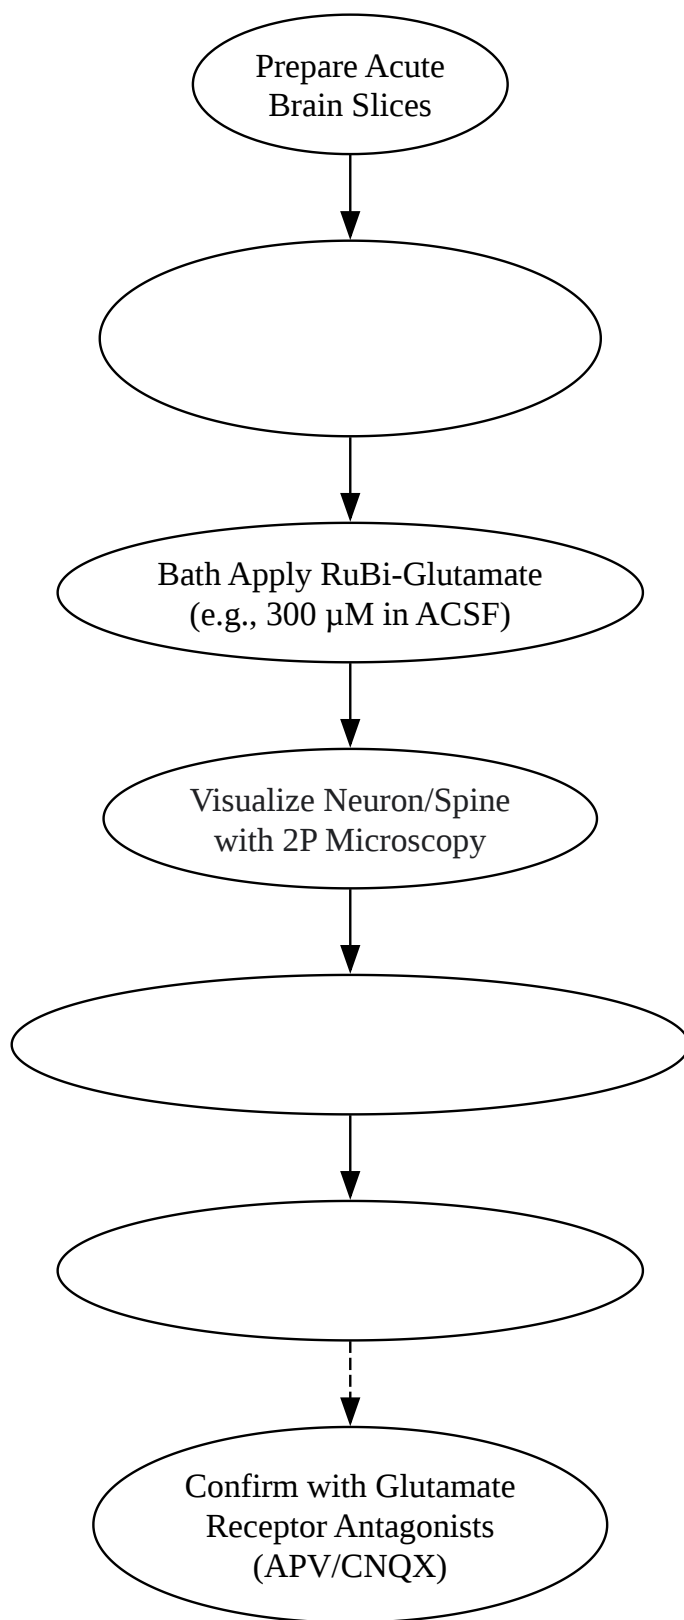 Prepare Acute
Brain Slices
Bath Apply RuBi-Glutamate
(e.g., 300 µM in ACSF)
Visualize Neuron/Spine
with 2P Microscopy
Confirm with Glutamate
Receptor Antagonists
(APV/CNQX)